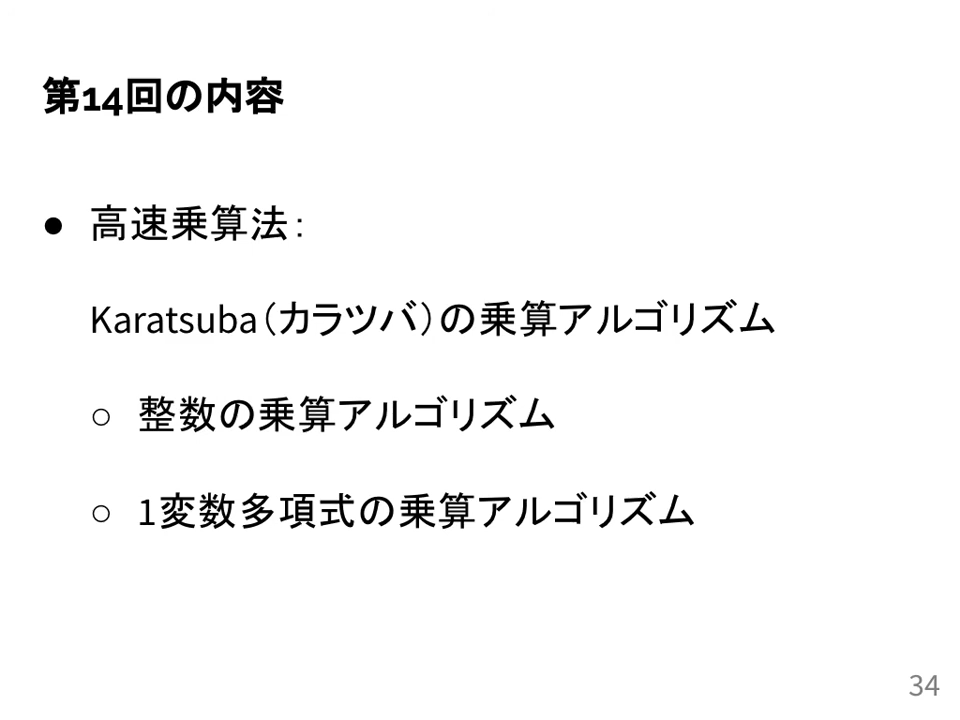 第14回の内容
● 高速乗算法：
Karatsuba（カラツバ）の乗算アルゴリズム
○ 整数の乗算アルゴリズム
○ 1変数多項式の乗算アルゴリズム
34